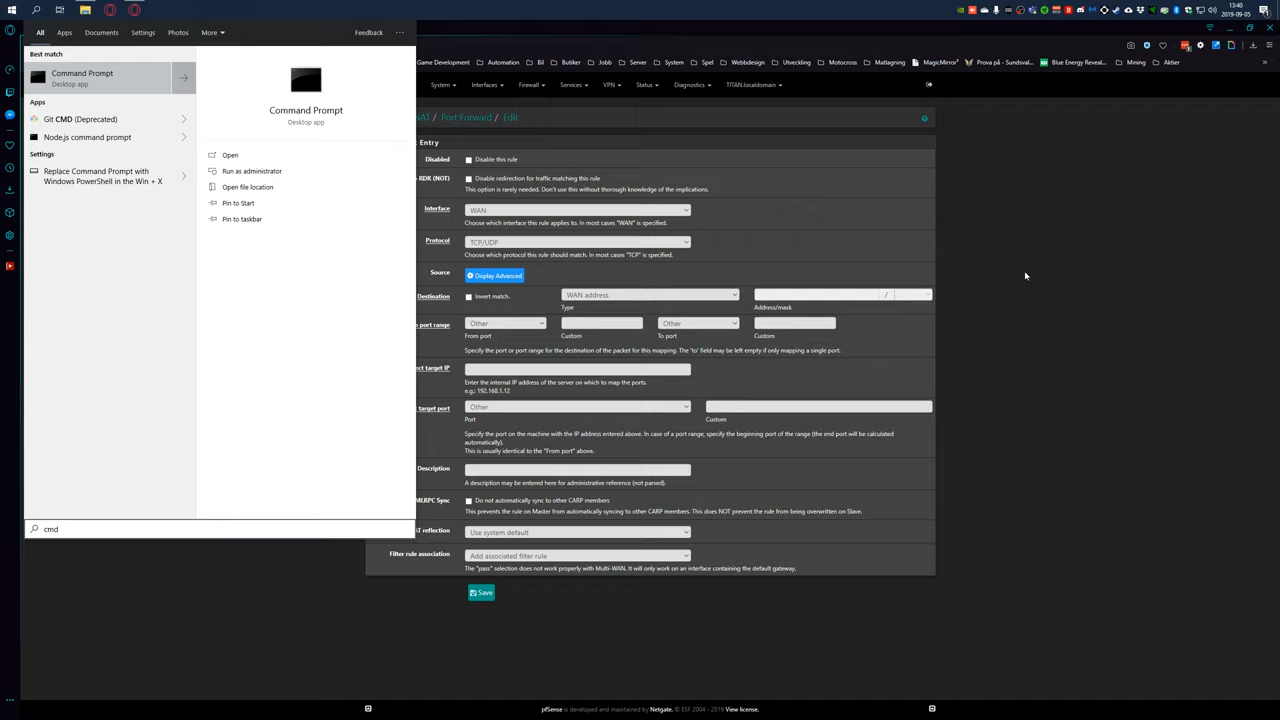 13:40
2019-09-05
All
Apps
Documents
Settings
Photos
More
Feedback
...
Best match
Command Prompt
Desktop app
Apps
Git CMD (Deprecated)
Node.js command prompt
Settings
Replace Command Prompt with
Windows PowerShell in the Win + X
Command Prompt
Desktop app
Open
Run as administrator
Open file location
Pin to Start
Pin to taskbar
cmd
Game Development
Automation
Bil
Butiker
Jobb
Server
System
Spel
Webbdesign
Utveckling
Motocross
Matlagning
MagicMirror²
Prova på - Sundsval...
Blue Energy Reveal...
Mining
Aktier
System
Interfaces
Firewall
Services
VPN
Status
Diagnostics
TITAN.localdomain
/ Port Forward / Edit
Entry
Disabled
Disable this rule
RDR (NOT)
Disable redirection for traffic matching this rule
This option is rarely needed. Don't use this without thorough knowledge of the implications.
Interface
WAN
Choose which interface this rule applies to. In most cases "WAN" is specified.
Protocol
TCP/UDP
Choose which protocol this rule should match. In most cases "TCP" is specified.
Source
Display Advanced
Destination
Invert match.
WAN address
/
Type
Address/mask
port range
Other
Other
From port
Custom
To port
Custom
Specify the port or port range for the destination of the packet for this mapping. The 'to' field may be left empty if only mapping a single port.
target IP
Enter the internal IP address of the server on which to map the ports.
e.g.: 192.168.1.12
target port
Other
Port
Custom
Specify the port on the machine with the IP address entered above. In case of a port range, specify the beginning port of the range (the end port will be calculated
automatically).
This is usually identical to the "From port" above.
Description
A description may be entered here for administrative reference (not parsed).
MLRPC Sync
Do not automatically sync to other CARP members
This prevents the rule on Master from automatically syncing to other CARP members. This does NOT prevent the rule from being overwritten on Slave.
AT reflection
Use system default
Filter rule association
Add associated filter rule
The "pass" selection does not work properly with Multi-WAN. It will only work on an interface containing the default gateway.
Save
pfSense is developed and maintained by Netgate. © ESF 2004 - 2019 View license.